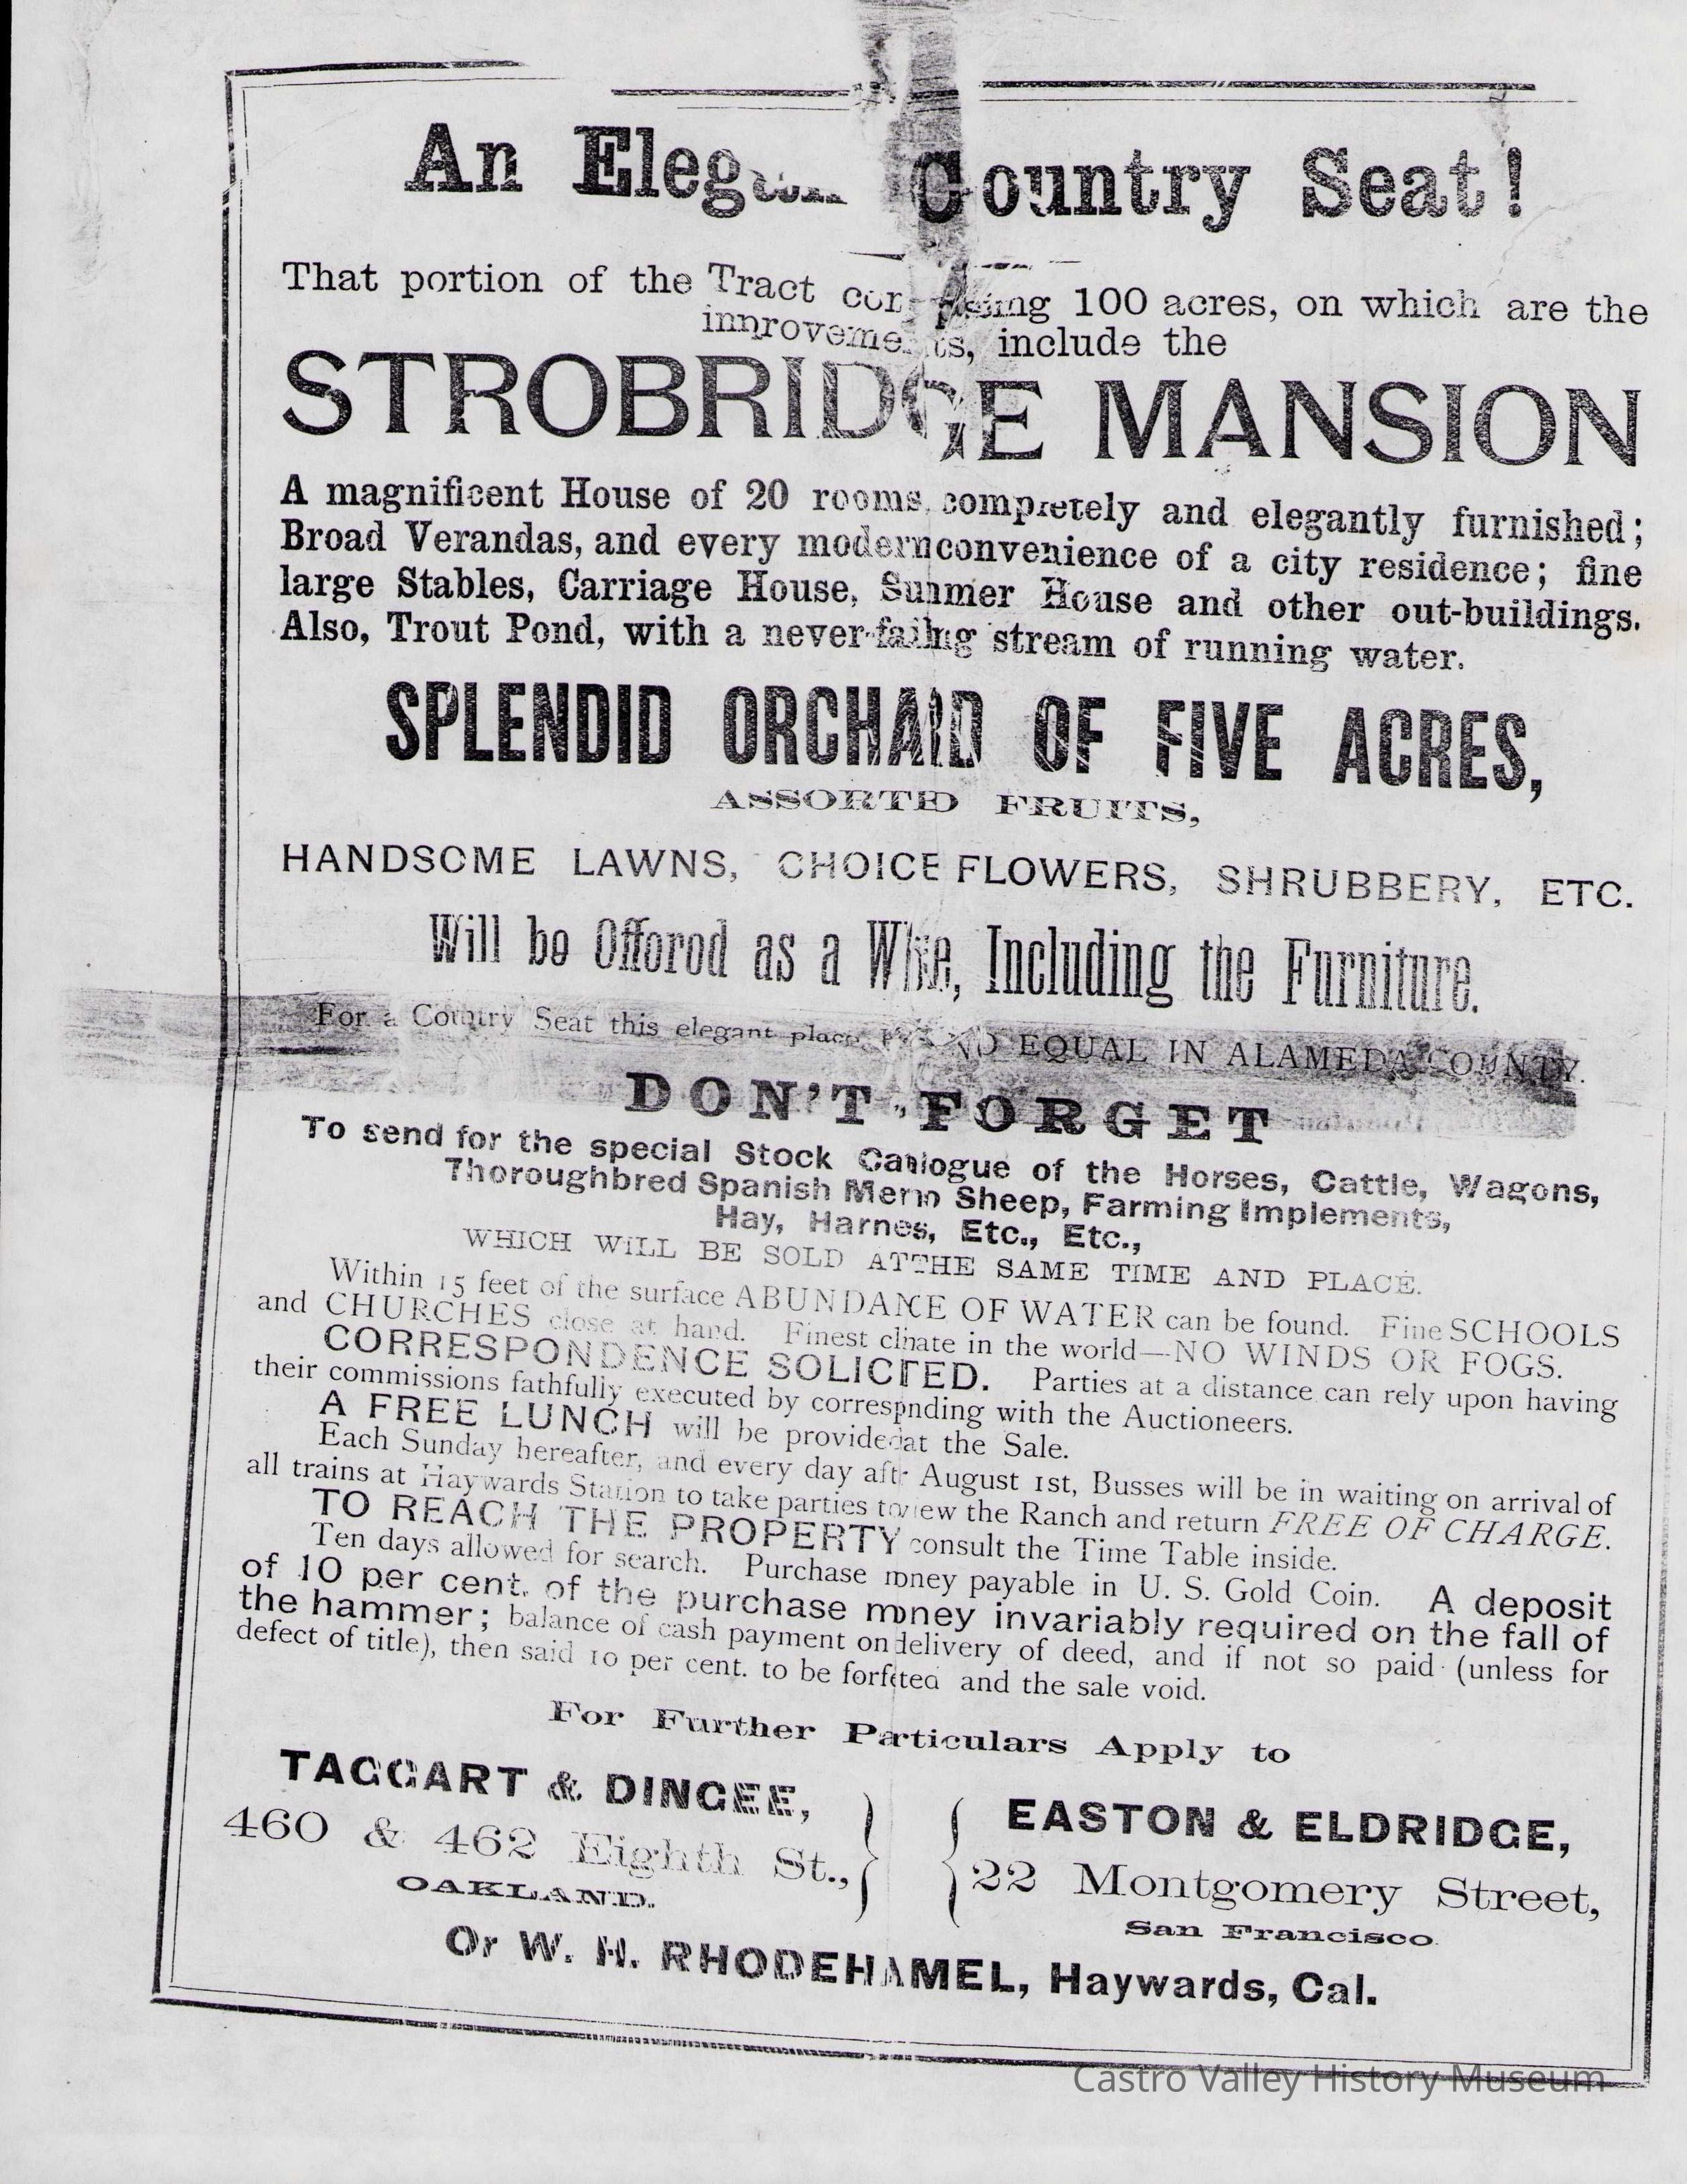 An Elegan Country Seat!
That portion of the Tract comprising 100 acres, on which are the
improvements, include the
STROBRIDGE MANSION
A magnificent House of 20 rooms, completely and elegantly furnished;
Broad Verandas, and every modern convenience of a city residence; fine
large Stables, Carriage House, Summer House and other out-buildings.
Also, Trout Pond, with a never-failng stream of running water.
SPLENDID ORCHARD OF FIVE ACRES,
ASSORTED FRUITS,
HANDSOME LAWNS, CHOICE FLOWERS, SHRUBBERY, ETC.
Will be Offered as a Whle, Including the Furniture.
For a Country Seat this elegant place NO EQUAL IN ALAMEDA COUNTY.
DON'T FORGET
To send for the special Stock Catalogue of the Horses, Cattle, Wagons,
Thoroughbred Spanish Merino Sheep, Farming Implements,
Hay, Harnes, Etc., Etc.,
WHICH WILL BE SOLD AT THE SAME TIME AND PLACE.
Within 15 feet of the surface ABUNDANCE OF WATER can be found. Fine SCHOOLS
and CHURCHES close at hand. Finest climate in the world—NO WINDS OR FOGS.
CORRESPONDENCE SOLICITED. Parties at a distance can rely upon having
their commissions fathfully executed by correspnding with the Auctioneers.
A FREE LUNCH will be provided at the Sale.
Each Sunday hereafter, and every day aftr August 1st, Busses will be in waiting on arrival of
all trains at Haywards Station to take parties to view the Ranch and return FREE OF CHARGE.
TO REACH THE PROPERTY consult the Time Table inside.
Ten days allowed for search. Purchase money payable in U. S. Gold Coin. A deposit
of 10 per cent. of the purchase money invariably required on the fall of
the hammer; balance of cash payment on delivery of deed, and if not so paid (unless for
defect of title), then said 10 per cent. to be forfeited and the sale void.
For Further Particulars Apply to
TAGGART & DINGEE,
460 & 462 Eighth St.,
OAKLAND.
EASTON & ELDRIDGE,
22 Montgomery Street,
San Francisco.
Or W. H. RHODEHAMEL, Haywards, Cal.
Castro Valley History Museum